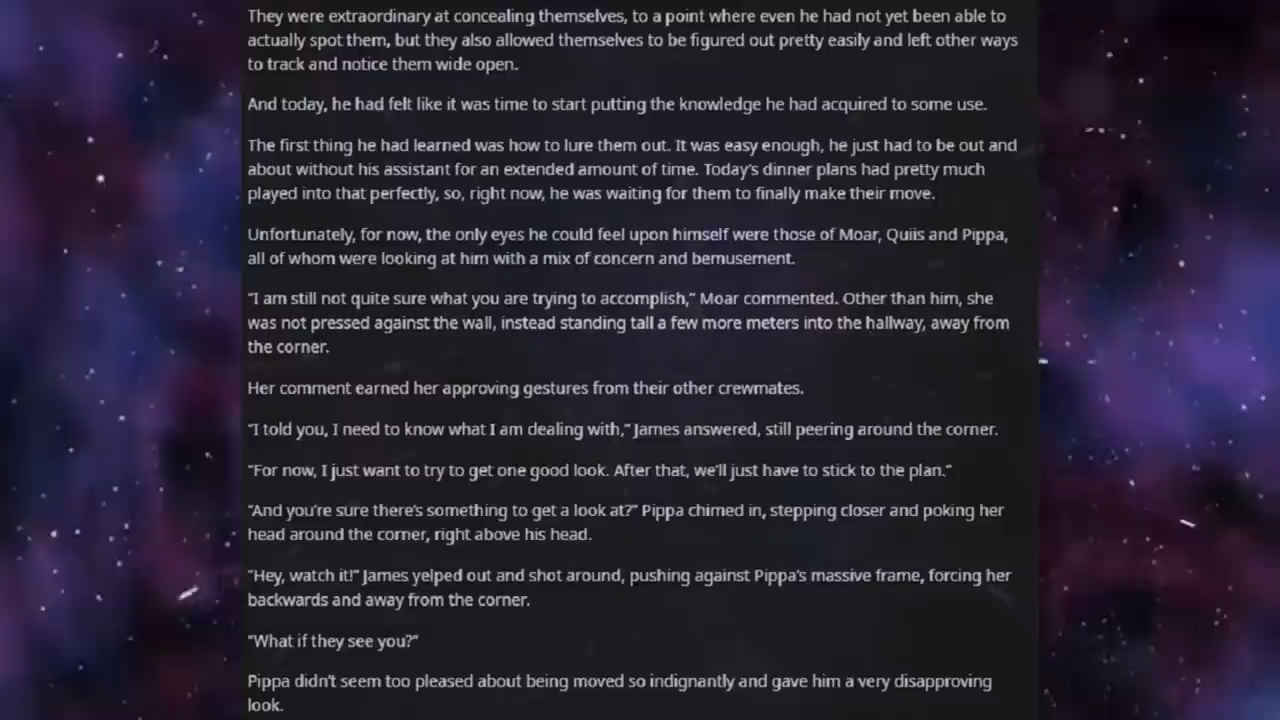 They were extraordinary at concealing themselves, to a point where even he had not yet been able to
actually spot them, but they also allowed themselves to be figured out pretty easily and left other ways
to track and notice them wide open.
And today, he had felt like it was time to start putting the knowledge he had acquired to some use.
The first thing he had learned was how to lure them out. It was easy enough, he just had to be out and
about without his assistant for an extended amount of time. Today's dinner plans had pretty much
played into that perfectly, so, right now, he was waiting for them to finally make their move.
Unfortunately, for now, the only eyes he could feel upon himself were those of Moar, Quiis and Pippa,
all of whom were looking at him with a mix of concern and bemusement.
"I am still not quite sure what you are trying to accomplish," Moar commented. Other than him, she
was not pressed against the wall, instead standing tall a few more meters into the hallway, away from
the corner.
Her comment earned her approving gestures from their other crewmates.
"I told you, I need to know what I am dealing with," James answered, still peering around the corner.
"For now, I just want to try to get one good look. After that, we'll just have to stick to the plan."
"And you're sure there's something to get a look at?" Pippa chimed in, stepping closer and poking her
head around the corner, right above his head.
"Hey, watch it!" James yelped out and shot around, pushing against Pippa's massive frame, forcing her
backwards and away from the corner.
"What if they see you?"
Pippa didn't seem too pleased about being moved so indignantly and gave him a very disapproving
look.